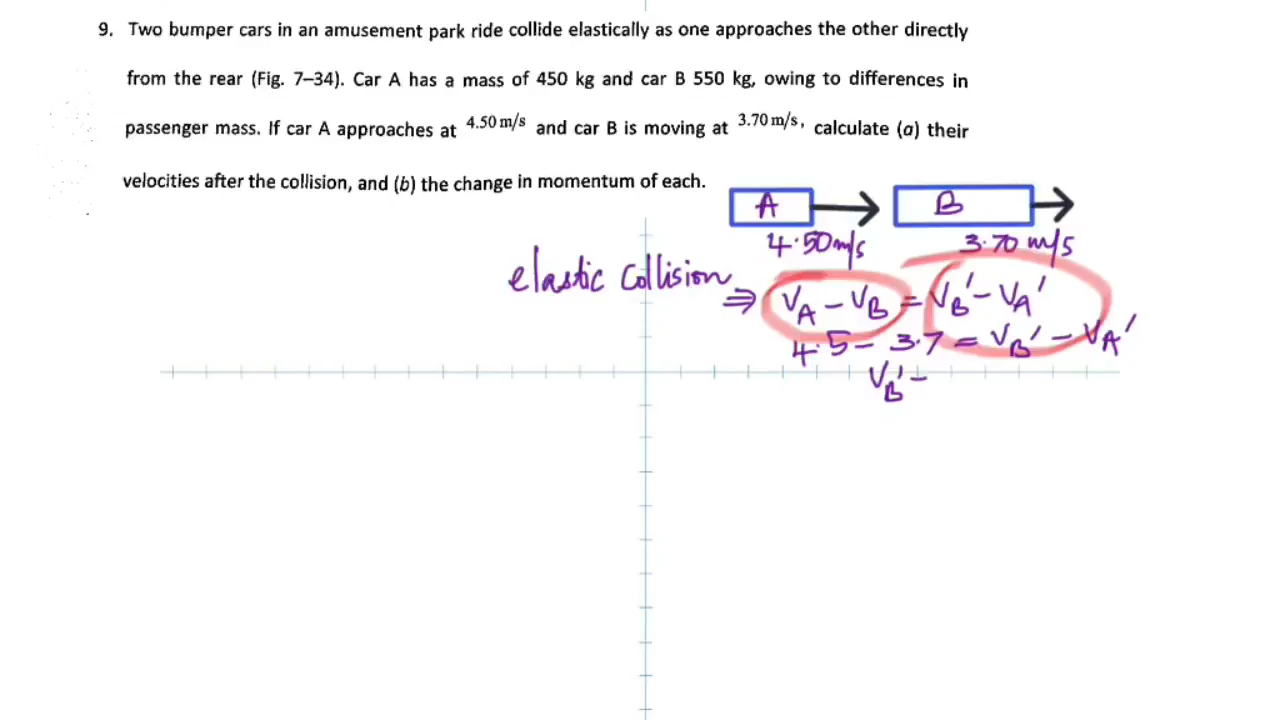 9. Two bumper cars in an amusement park ride collide elastically as one approaches the other directly
from the rear (Fig. 7–34). Car A has a mass of 450 kg and car B 550 kg, owing to differences in
passenger mass. If car A approaches at 4.50 m/s and car B is moving at 3.70 m/s, calculate (a) their
velocities after the collision, and (b) the change in momentum of each.
A B
4.50m/s 3.70 m/s
elastic collision
⇒ VA - VB = VB' - VA'
4.5 - 3.7 = VB' - VA'
VB' -